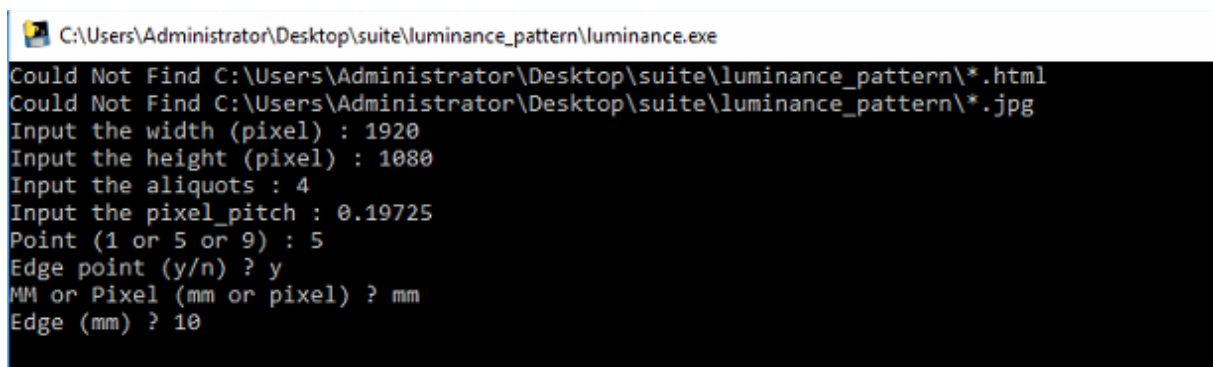 C:\Users\Administrator\Desktop\suite\luminance_pattern\luminance.exe
Could Not Find C:\Users\Administrator\Desktop\suite\luminance_pattern\*.html
Could Not Find C:\Users\Administrator\Desktop\suite\luminance_pattern\*.jpg
Input the width (pixel) : 1920
Input the height (pixel) : 1080
Input the aliquots : 4
Input the pixel_pitch : 0.19725
Point (1 or 5 or 9) : 5
Edge point (y/n) ? y
MM or Pixel (mm or pixel) ? mm
Edge (mm) ? 10